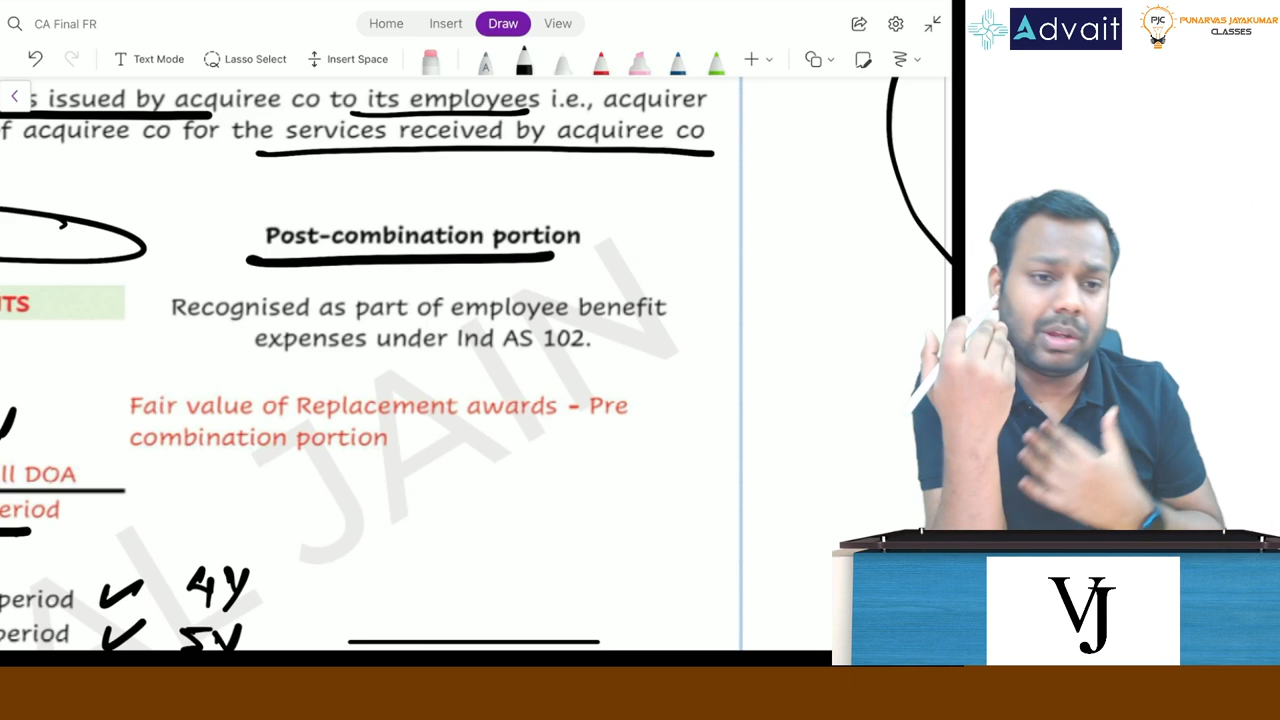 CA Final FR
Home Insert Draw View
Text Mode Lasso Select Insert Space
Advait
PJC
PUNARVAS JAYAKUMAR
CLASSES
s issued by acquiree co to its employees i.e., acquirer
f acquiree co for the services received by acquiree co
Post-combination portion
ITS
Recognised as part of employee benefit
expenses under Ind AS 102.
Fair value of Replacement awards - Pre
combination portion
ll DOA
eriod
period 4y
period 5y
AL JAIN
VJ